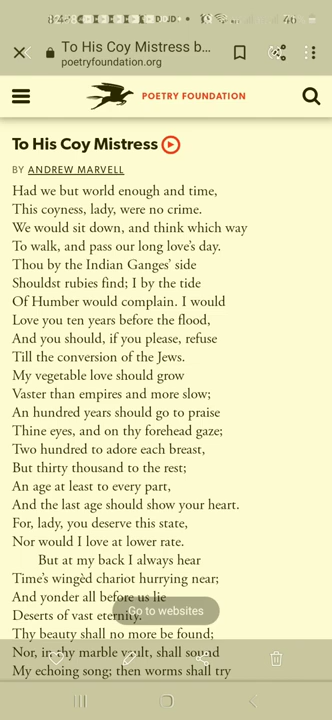 To His Coy Mistress b...
poetryfoundation.org
POETRY FOUNDATION
To His Coy Mistress
BY ANDREW MARVELL
Had we but world enough and time,
This coyness, lady, were no crime.
We would sit down, and think which way
To walk, and pass our long love's day.
Thou by the Indian Ganges' side
Shouldst rubies find; I by the tide
Of Humber would complain. I would
Love you ten years before the flood,
And you should, if you please, refuse
Till the conversion of the Jews.
My vegetable love should grow
Vaster than empires and more slow;
An hundred years should go to praise
Thine eyes, and on thy forehead gaze;
Two hundred to adore each breast,
But thirty thousand to the rest;
An age at least to every part,
And the last age should show your heart.
For, lady, you deserve this state,
Nor would I love at lower rate.
But at my back I always hear
Time's wingèd chariot hurrying near;
And yonder all before us lie
Go to websites
Deserts of vast eternity.
Thy beauty shall no more be found;
Nor, in thy marble vault, shall sound
My echoing song; then worms shall try